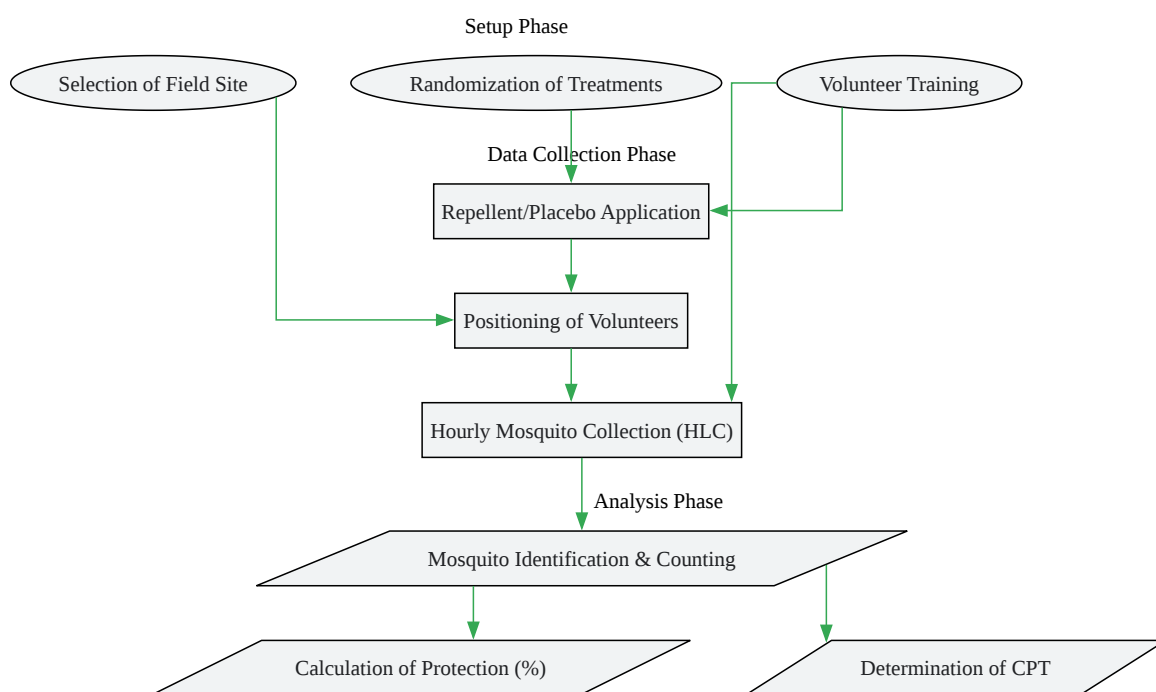 Setup Phase
Selection of Field Site
Randomization of Treatments
Volunteer Training
Data Collection Phase
Repellent/Placebo Application
Positioning of Volunteers
Hourly Mosquito Collection (HLC)
Analysis Phase
Mosquito Identification & Counting
Calculation of Protection (%)
Determination of CPT